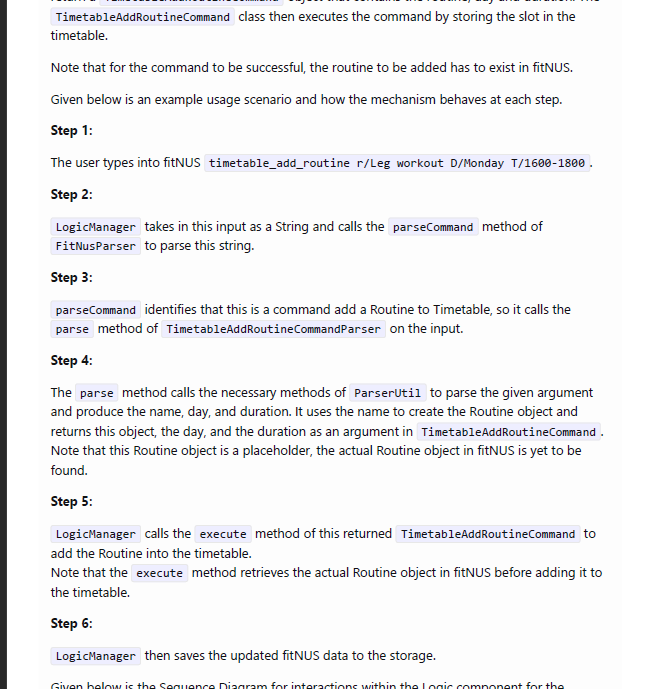 TimetableAddRoutineCommand class then executes the command by storing the slot in the
timetable.
Note that for the command to be successful, the routine to be added has to exist in fitNUS.
Given below is an example usage scenario and how the mechanism behaves at each step.
Step 1:
The user types into fitNUS timetable_add_routine r/Leg workout D/Monday T/1600-1800 .
Step 2:
LogicManager takes in this input as a String and calls the parseCommand method of
FitNusParser to parse this string.
Step 3:
parseCommand identifies that this is a command add a Routine to Timetable, so it calls the
parse method of TimetableAddRoutineCommandParser on the input.
Step 4:
The parse method calls the necessary methods of ParserUtil to parse the given argument
and produce the name, day, and duration. It uses the name to create the Routine object and
returns this object, the day, and the duration as an argument in TimetableAddRoutineCommand .
Note that this Routine object is a placeholder, the actual Routine object in fitNUS is yet to be
found.
Step 5:
LogicManager calls the execute method of this returned TimetableAddRoutineCommand to
add the Routine into the timetable.
Note that the execute method retrieves the actual Routine object in fitNUS before adding it to
the timetable.
Step 6:
LogicManager then saves the updated fitNUS data to the storage.
Given below is the Sequence Diagram for interactions within the Logic component for the